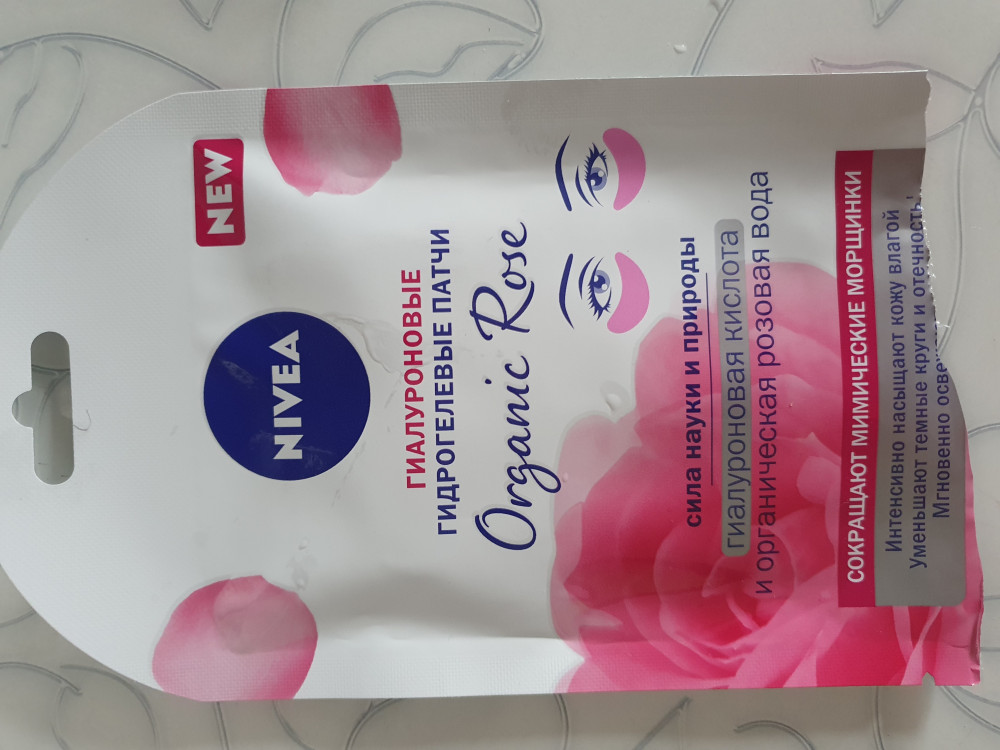 NEW
NIVEA
ГИАЛУРОНОВЫЕ
ГИДРОГЕЛЕВЫЕ ПАТЧИ
Organic Rose
сила науки и природы
гиалуроновая кислота
и органическая розовая вода
СОКРАЩАЮТ МИМИЧЕСКИЕ МОРЩИНКИ
Интенсивно насыщают кожу влагой
Уменьшают темные круги и отечность
Мгновенно